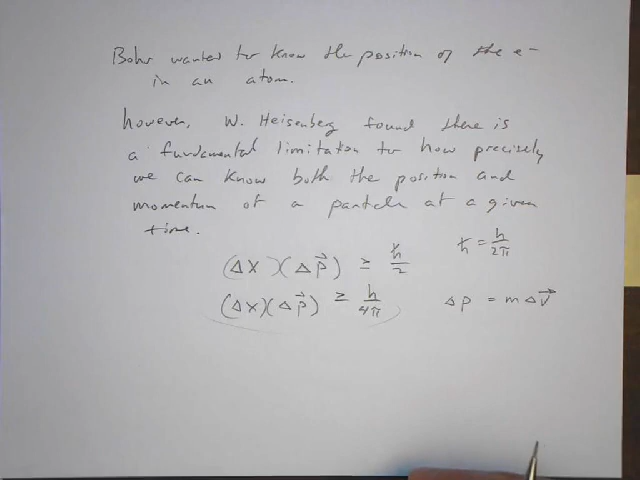 Bohr wanted to know the position of the e-
in an atom.
however, W. Heisenberg found there is
a fundamental limitation to how precisely
we can know both the position and
momentum of a particle at a given
time.
(Δx)(Δp⃗) ≥ ħ/2
ħ = h/2π
(Δx)(Δp⃗) ≥ h/4π
Δp = mΔv⃗